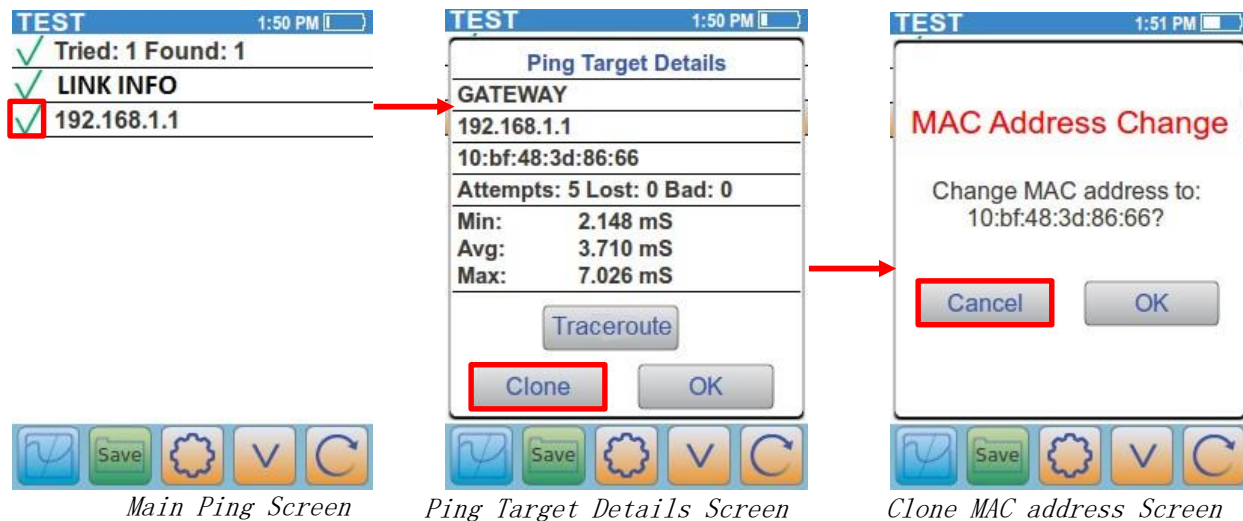 TEST 1:50 PM
Tried: 1 Found: 1
LINK INFO
192.168.1.1
Save
Main Ping Screen
TEST 1:50 PM
Ping Target Details
GATEWAY
192.168.1.1
10:bf:48:3d:86:66
Attempts: 5 Lost: 0 Bad: 0
Min: 2.148 mS
Avg: 3.710 mS
Max: 7.026 mS
Traceroute
Clone OK
Save
Ping Target Details Screen
TEST 1:51 PM
MAC Address Change
Change MAC address to:
10:bf:48:3d:86:66?
Cancel OK
Save
Clone MAC address Screen